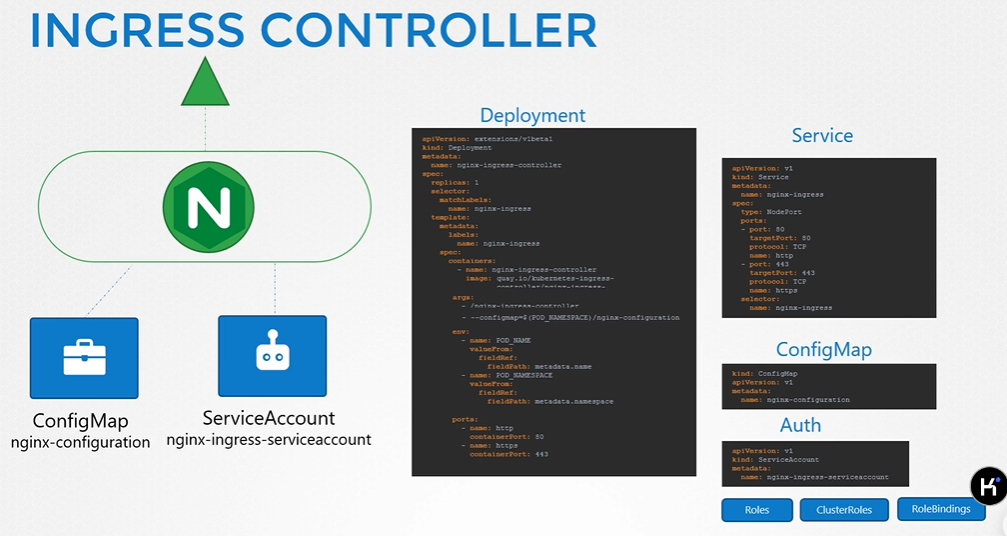 INGRESS CONTROLLER
N
ConfigMap
nginx-configuration
ServiceAccount
nginx-ingress-serviceaccount
Deployment
apiVersion: extensions/v1beta1
kind: Deployment
metadata:
  name: nginx-ingress-controller
spec:
  replicas: 1
  selector:
    matchLabels:
      name: nginx-ingress
  template:
    metadata:
      labels:
        name: nginx-ingress
    spec:
      containers:
        - name: nginx-ingress-controller
          image: quay.io/kubernetes-ingress-
controller/nginx-ingress-
        args:
          - /nginx-ingress-controller
          - --configmap=$(POD_NAMESPACE)/nginx-configuration
        env:
          - name: POD_NAME
            valueFrom:
              fieldRef:
                fieldPath: metadata.name
          - name: POD_NAMESPACE
            valueFrom:
              fieldRef:
                fieldPath: metadata.namespace
        ports:
          - name: http
            containerPort: 80
          - name: https
            containerPort: 443
Service
apiVersion: v1
kind: Service
metadata:
  name: nginx-ingress
spec:
  type: NodePort
  ports:
  - port: 80
    targetPort: 80
    protocol: TCP
    name: http
  - port: 443
    targetPort: 443
    protocol: TCP
    name: https
  selector:
    name: nginx-ingress
ConfigMap
kind: ConfigMap
apiVersion: v1
metadata:
  name: nginx-configuration
Auth
apiVersion: v1
kind: ServiceAccount
metadata:
  name: nginx-ingress-serviceaccount
Roles
ClusterRoles
RoleBindings
K